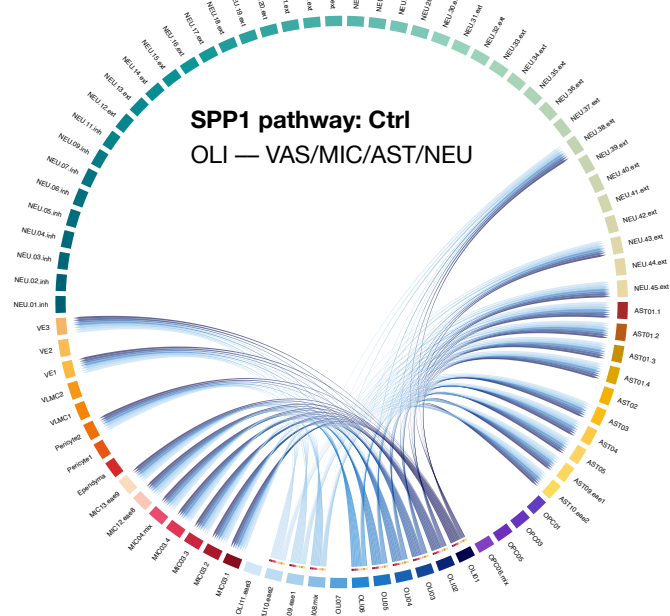 SPP1 pathway: Ctrl
OLI — VAS/MIC/AST/NEU
NEU.01.inh
NEU.02.inh
NEU.03.inh
NEU.04.inh
NEU.05.inh
NEU.06.inh
NEU.07.inh
NEU.09.inh
NEU.11.inh
NEU.12.ext
NEU.13.ext
NEU.14.ext
NEU.15.ext
NEU.16.ext
NEU.17.ext
NEU.32.ext
NEU.33.ext
NEU.34.ext
NEU.35.ext
NEU.36.ext
NEU.37.ext
NEU.38.ext
NEU.39.ext
NEU.40.ext
NEU.41.ext
NEU.42.ext
NEU.43.ext
NEU.44.ext
NEU.45.ext
AST01.1
AST01.2
AST01.3
AST01.4
AST02
AST03
AST04
AST05
AST09.eae1
AST10.eae2
OPC01
OPC03
OPC05
OPC06.mix
OLI01
OLI02
OLI03
OLI04
OLI05
OLI06
OLI07
OLI11.eae3
MIC03.1
MIC03.2
MIC03.3
MIC03.4
MIC04.mix
MIC12.eae8
MIC13.eae9
Ependyma
Pericyte1
Pericyte2
VLMC1
VLMC2
VE1
VE2
VE3